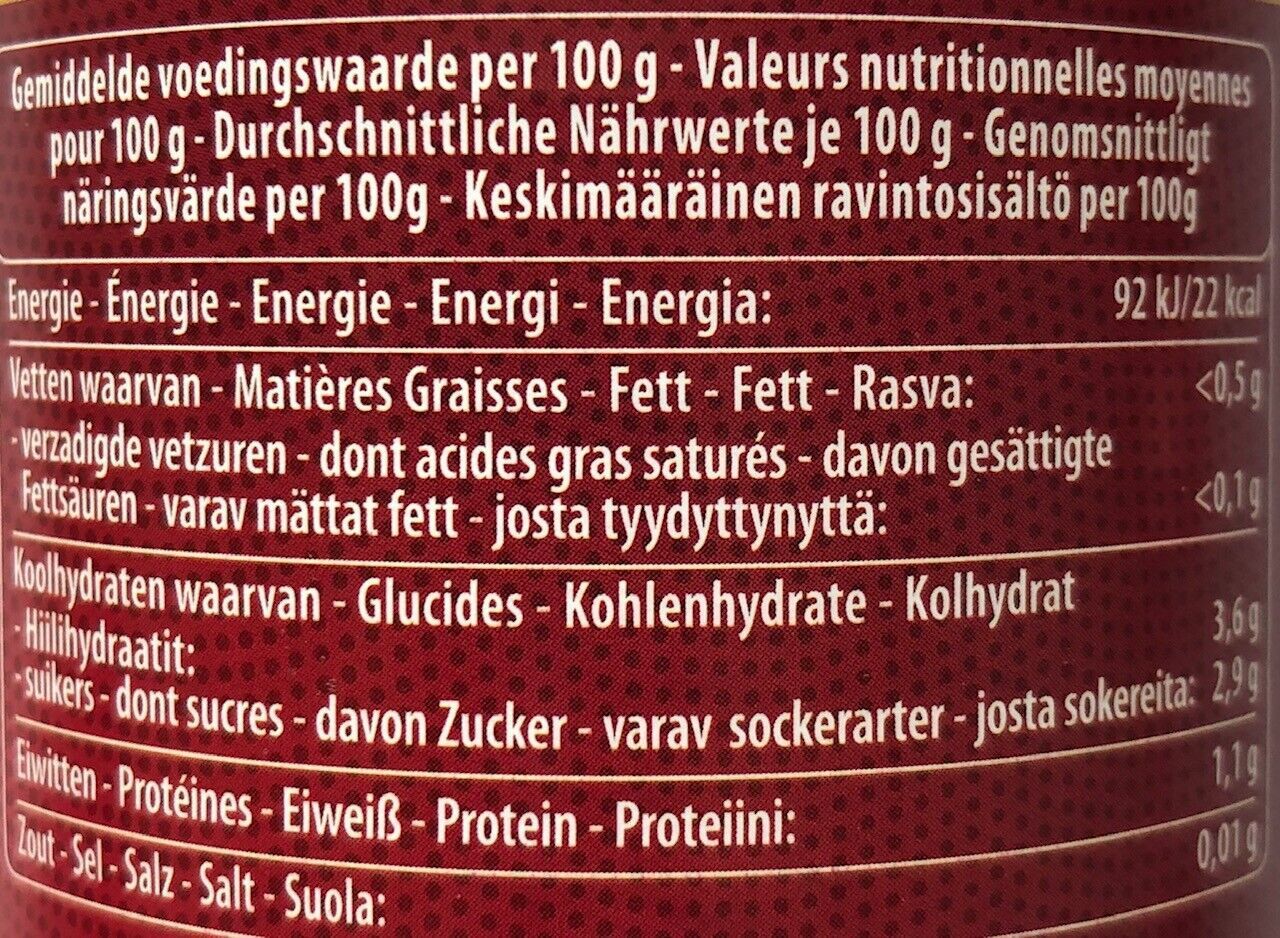 Gemiddelde voedingswaarde per 100 g - Valeurs nutritionnelles moyennes
pour 100 g - Durchschnittliche Nährwerte je 100 g - Genomsnittligt
näringsvärde per 100g - Keskimääräinen ravintosisältö per 100g
Energie - Énergie - Energie - Energi - Energia: 92 kJ/22 kcal
Vetten waarvan - Matières Graisses - Fett - Fett - Rasva: <0,5 g
-verzadigde vetzuren - dont acides gras saturés - davon gesättigte
Fettsäuren - varav mättat fett - josta tyydyttynyttä: <0,1 g
Koolhydraten waarvan - Glucides - Kohlenhydrate - Kolhydrat
- Hiilihydraatit: 3,6 g
- suikers - dont sucres - davon Zucker - varav sockerarter - josta sokereita: 2,9 g
Eiwitten - Protéines - Eiweiß - Protein - Proteiini: 1,1 g
Zout - Sel - Salz - Salt - Suola: 0,01 g